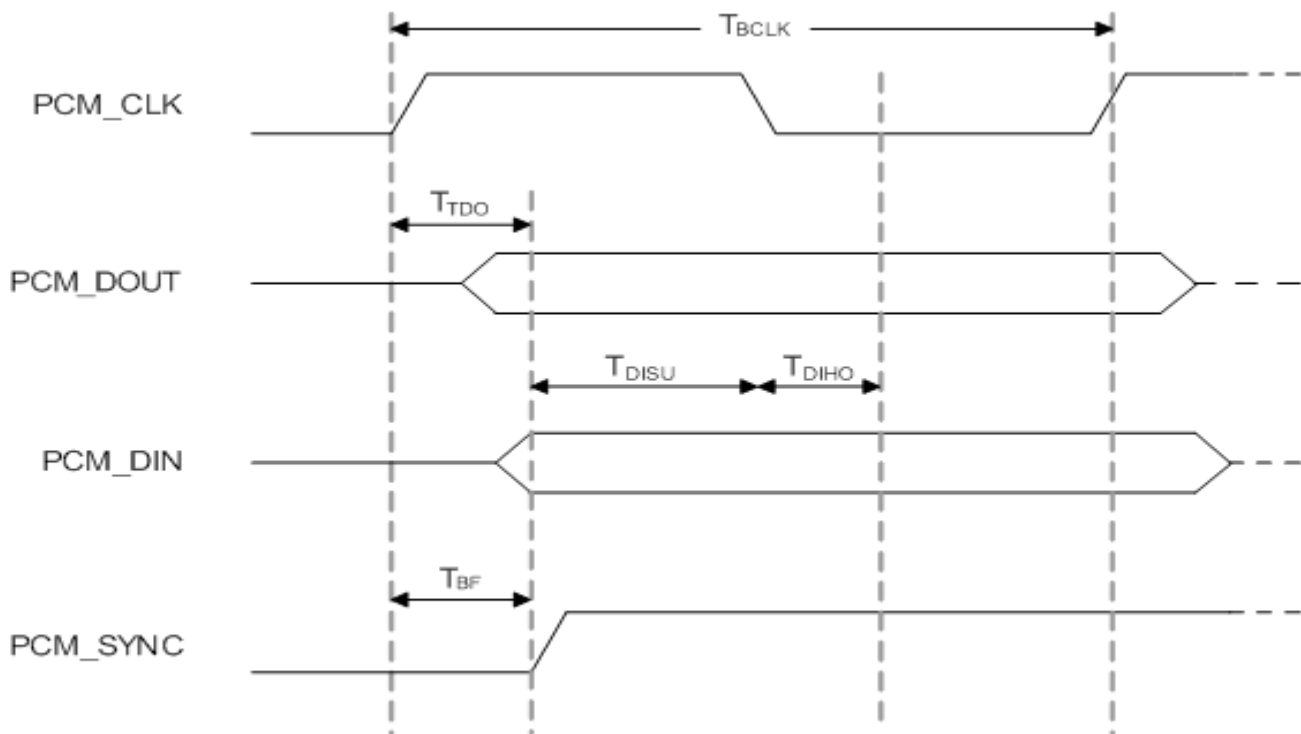 TBCLK
PCM_CLK
TTDO
PCM_DOUT
TDISU
TDIHO
PCM_DIN
TBF
PCM_SYNC